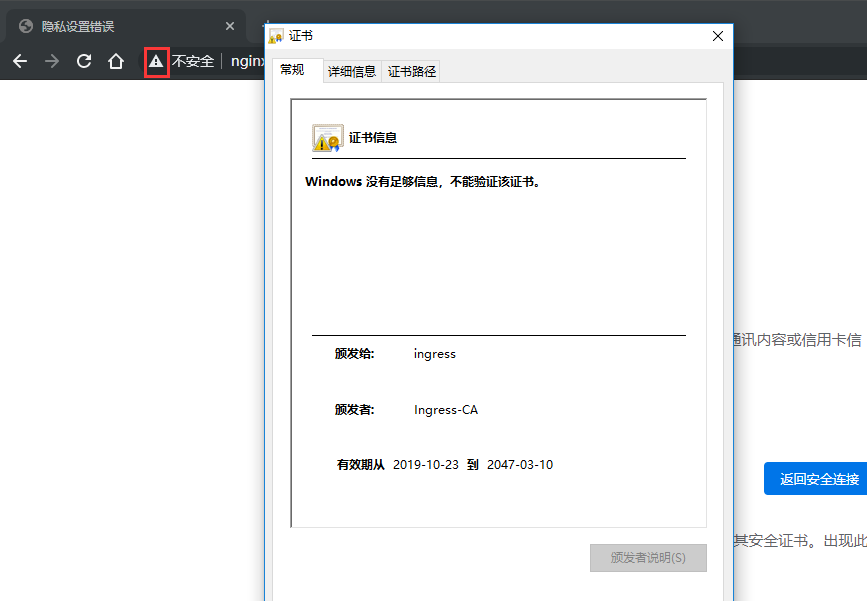 隐私设置错误
不安全 nginx
证书
常规 详细信息 证书路径
证书信息
Windows 没有足够信息，不能验证该证书。
通讯内容或信用卡信
颁发给: ingress
颁发者: Ingress-CA
有效期从 2019-10-23 到 2047-03-10
返回安全连接
其安全证书。出现此
颁发者说明(S)